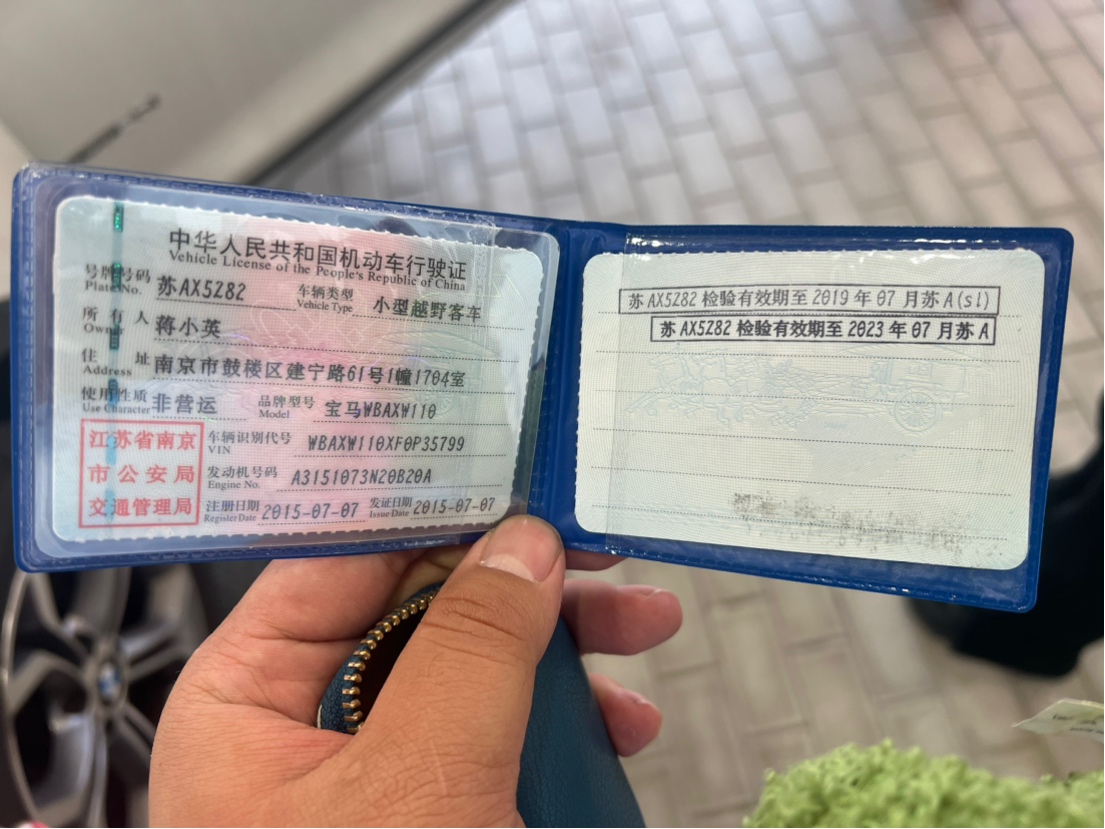 中华人民共和国机动车行驶证
Vehicle License of the People's Republic of China
号牌号码 苏AX5Z82 车辆类型 小型越野客车
Plate No. Vehicle Type
所有人 蒋小英
Owner
住址 南京市鼓楼区建宁路61号1幢1704室
Address
使用性质 非营运 品牌型号 宝马WBAXW110
Use Character Model
江苏省南京
市公安局
交通管理局
车辆识别代号 WBAXW110XF0P35799
VIN
发动机号码 A3151073N20B20A
Engine No.
注册日期 2015-07-07 发证日期 2015-07-07
Register Date Issue Date
苏AX5Z82 检验有效期至 2019 年 07 月苏 A(sl)
苏 AX5Z82 检验有效期至 2023 年 07 月苏 A